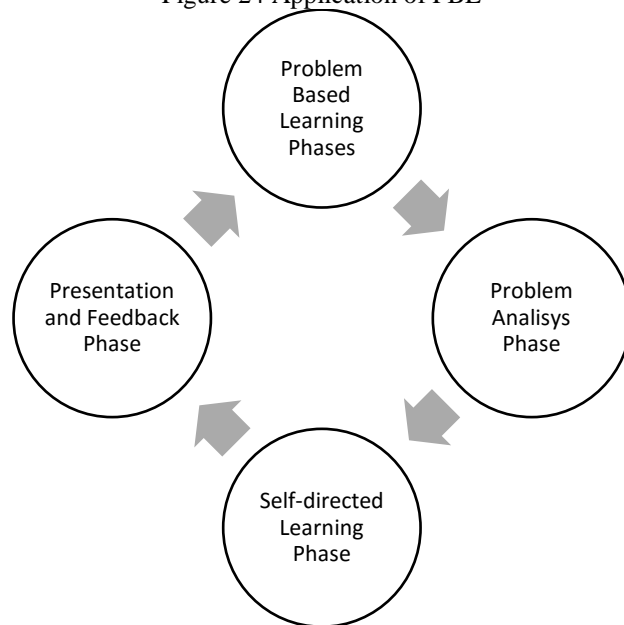 Figure 24 Application of PBL
Problem
Based
Learning
Phases
Problem
Analisys
Phase
Self-directed
Learning
Phase
Presentation
and Feedback
Phase